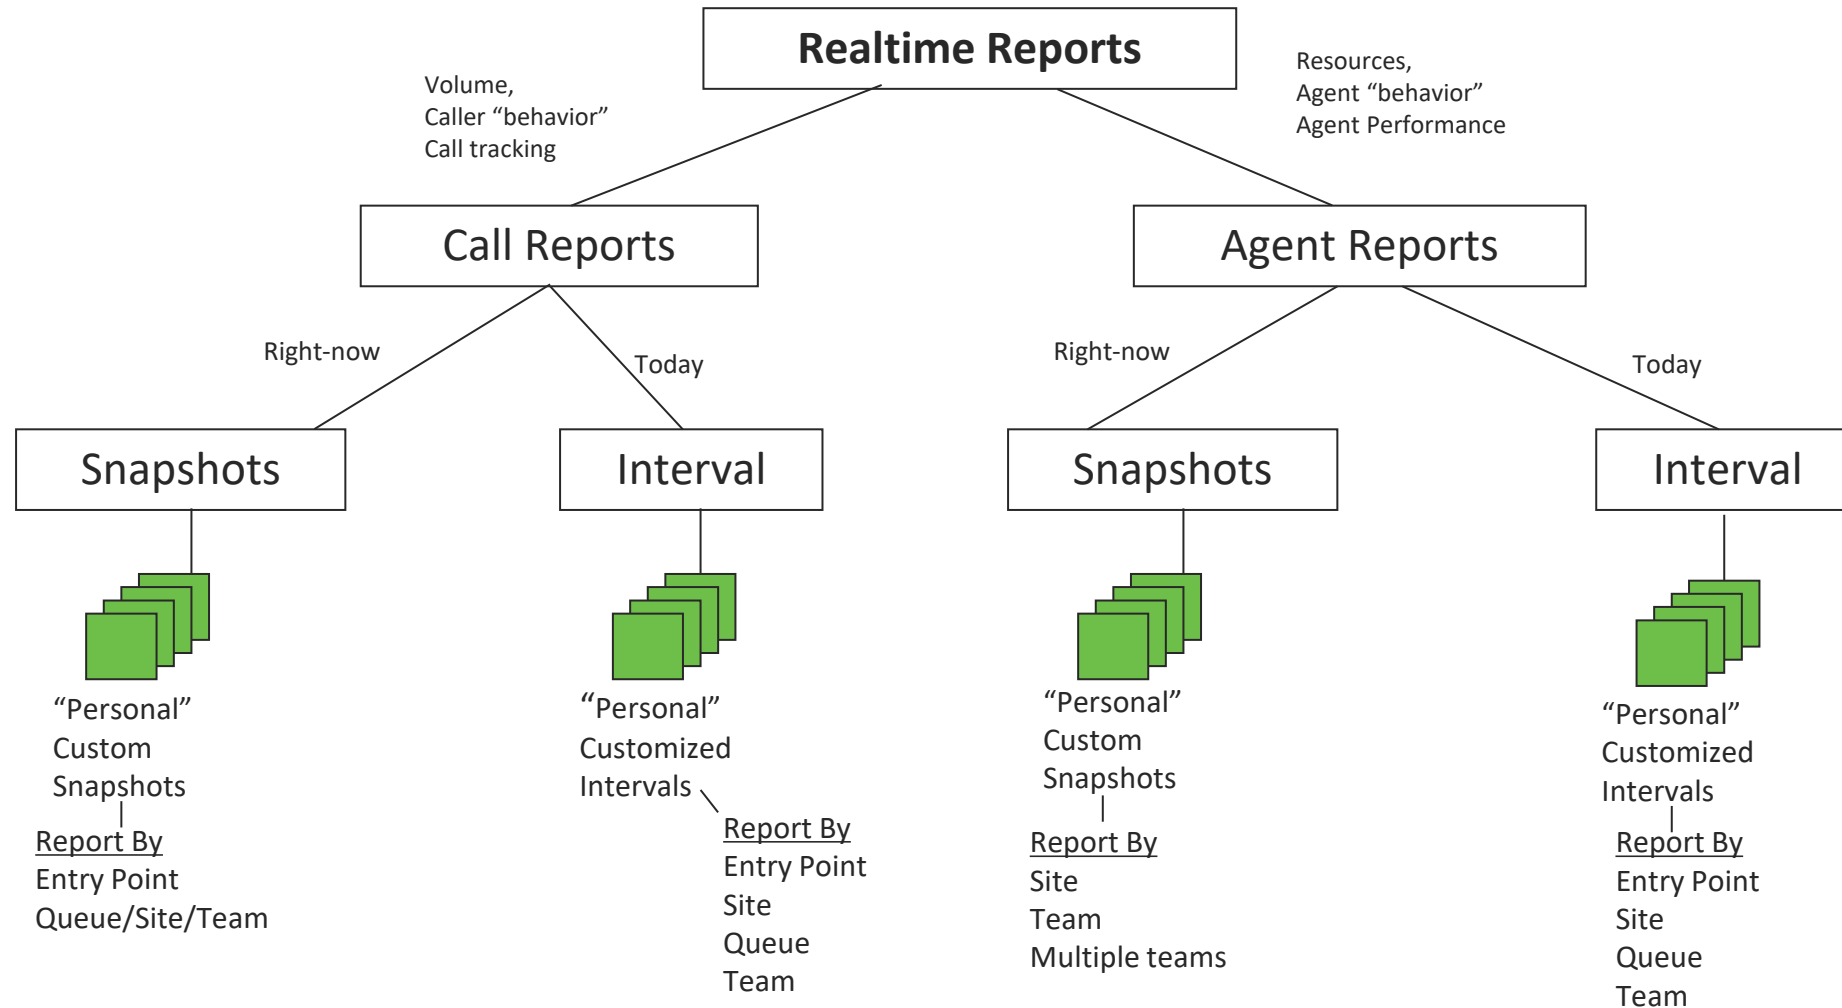 Realtime Reports
Volume,
Caller “behavior”
Call tracking
Resources,
Agent “behavior”
Agent Performance
Call Reports
Agent Reports
Right-now
Today
Right-now
Today
Snapshots
Interval
Snapshots
Interval
“Personal”
Custom
Snapshots
Report By
Entry Point
Queue/Site/Team
“Personal”
Customized
Intervals
Report By
Entry Point
Site
Queue
Team
“Personal”
Custom
Snapshots
Report By
Site
Team
Multiple teams
“Personal”
Customized
Intervals
Report By
Entry Point
Site
Queue
Team